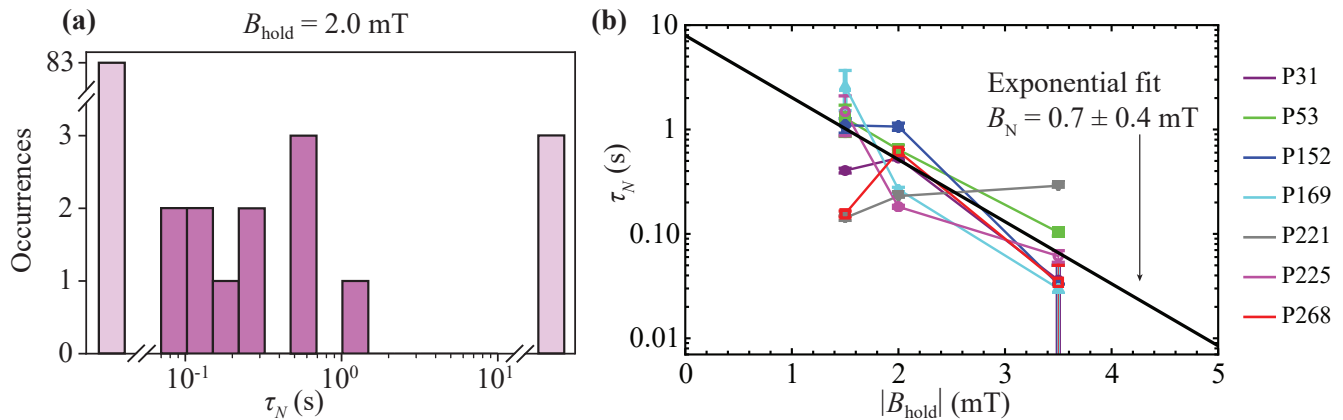 (a)
B_hold = 2.0 mT
Occurrences
83
3
2
1
0
10^-1
10^0
10^1
τ_N (s)
(b)
τ_N (s)
10
1
0.10
0.01
Exponential fit
B_N = 0.7 ± 0.4 mT
0
1
2
3
4
5
|B_hold| (mT)
P31
P53
P152
P169
P221
P225
P268